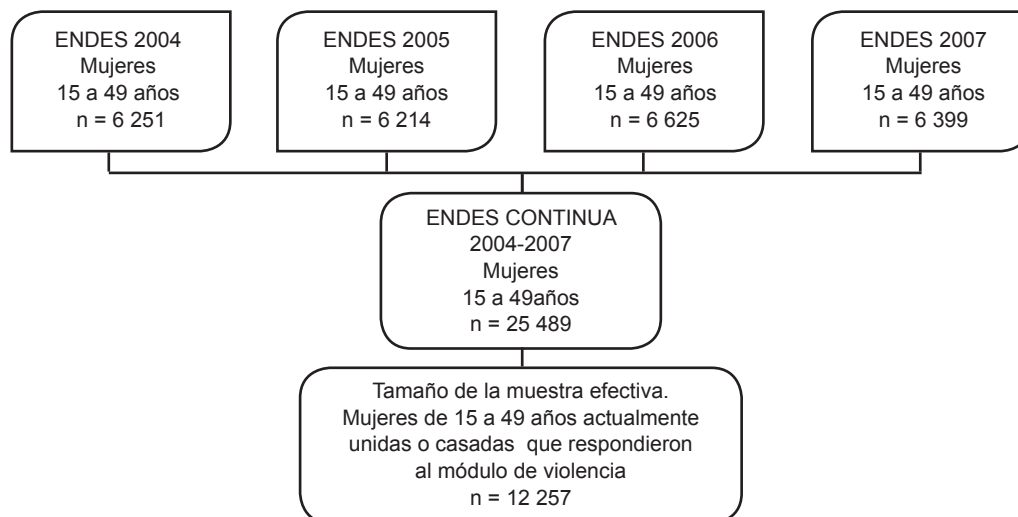 ENDES 2004
Mujeres
15 a 49 años
n = 6 251
ENDES 2005
Mujeres
15 a 49 años
n = 6 214
ENDES 2006
Mujeres
15 a 49 años
n = 6 625
ENDES 2007
Mujeres
15 a 49 años
n = 6 399
ENDES CONTINUA
2004-2007
Mujeres
15 a 49años
n = 25 489
Tamaño de la muestra efectiva.
Mujeres de 15 a 49 años actualmente
unidas o casadas que respondieron
al módulo de violencia
n = 12 257